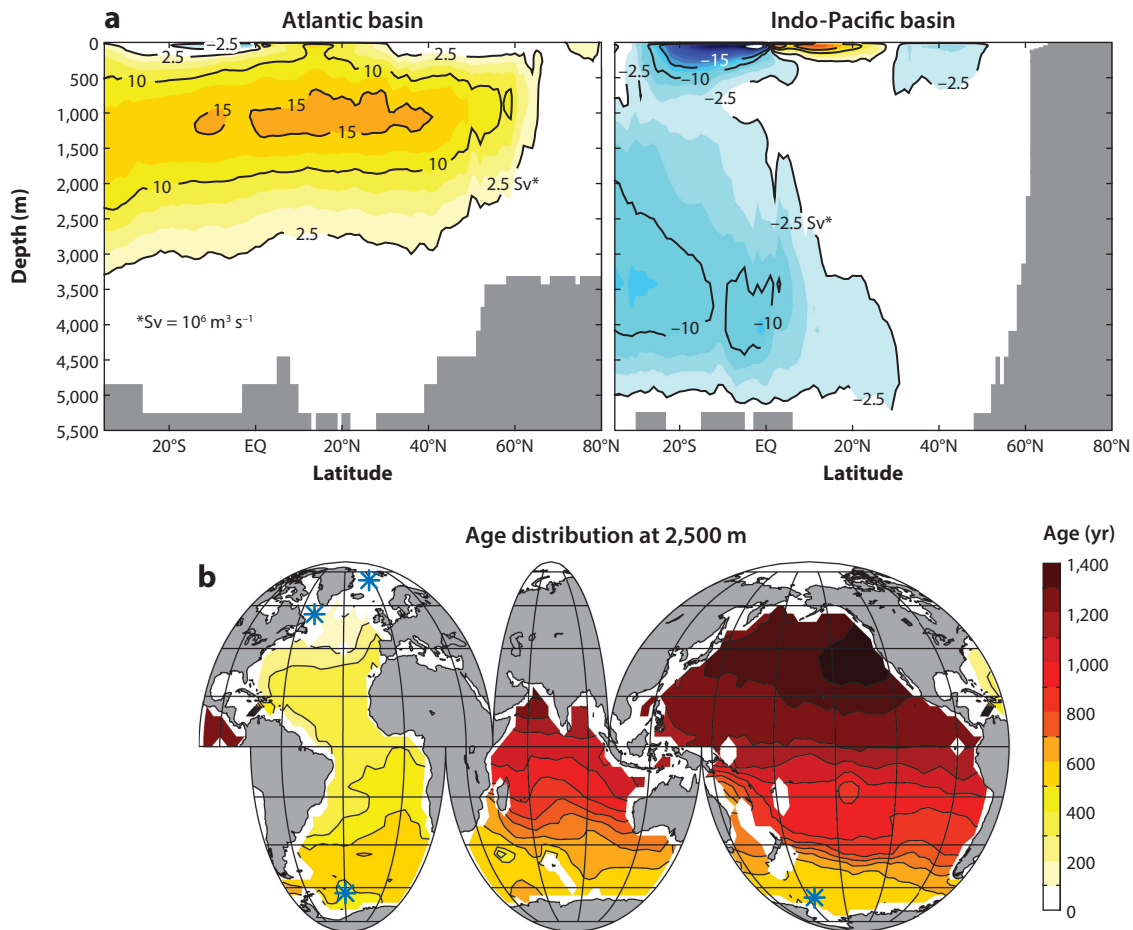 a
Atlantic basin
Indo-Pacific basin
Depth (m)
0
500
1,000
1,500
2,000
2,500
3,000
3,500
4,000
4,500
5,000
5,500
−2.5
2.5
2.5
10
10
15
15
15
10
10
10
2.5 Sv*
2.5
*Sv = 10⁶ m³ s⁻¹
20°S
EQ
20°N
40°N
60°N
80°N
Latitude
−15
−10
−2.5
−2.5
−2.5
−2.5 Sv*
−10
−10
−2.5
20°S
EQ
20°N
40°N
60°N
80°N
Latitude
Age distribution at 2,500 m
b
Age (yr)
1,400
1,200
1,000
800
600
400
200
0